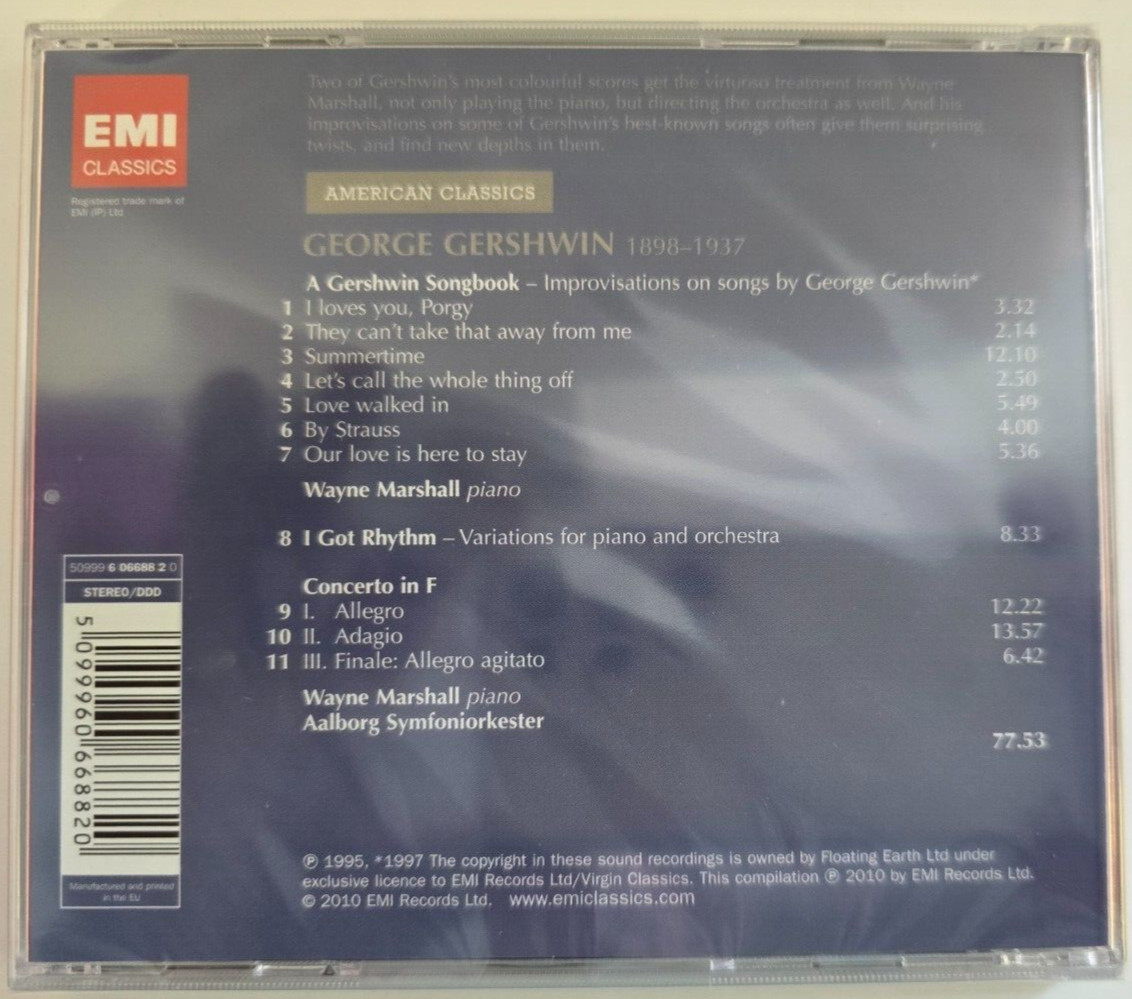 EMI
CLASSICS
Registered trade mark of
EMI (IP) Ltd
Two of Gershwin's most colourful scores get the virtuoso treatment from Wayne
Marshall, not only playing the piano, but directing the orchestra as well. And his
improvisations on some of Gershwin's best-known songs often give them surprising
twists, and find new depths in them.
AMERICAN CLASSICS
GEORGE GERSHWIN 1898–1937
A Gershwin Songbook – Improvisations on songs by George Gershwin*
1 I loves you, Porgy 3.32
2 They can't take that away from me 2.14
3 Summertime 12.10
4 Let's call the whole thing off 2.50
5 Love walked in 5.49
6 By Strauss 4.00
7 Our love is here to stay 5.36
Wayne Marshall piano
8 I Got Rhythm – Variations for piano and orchestra 8.33
Concerto in F
9 I. Allegro 12.22
10 II. Adagio 13.57
11 III. Finale: Allegro agitato 6.42
Wayne Marshall piano
Aalborg Symfoniorkester
77.53
50999 6 06688 2 0
STEREO/DDD
5 099960 668820
Manufactured and printed
in the EU
℗ 1995, *1997 The copyright in these sound recordings is owned by Floating Earth Ltd under
exclusive licence to EMI Records Ltd/Virgin Classics. This compilation ℗ 2010 by EMI Records Ltd.
© 2010 EMI Records Ltd. www.emiclassics.com